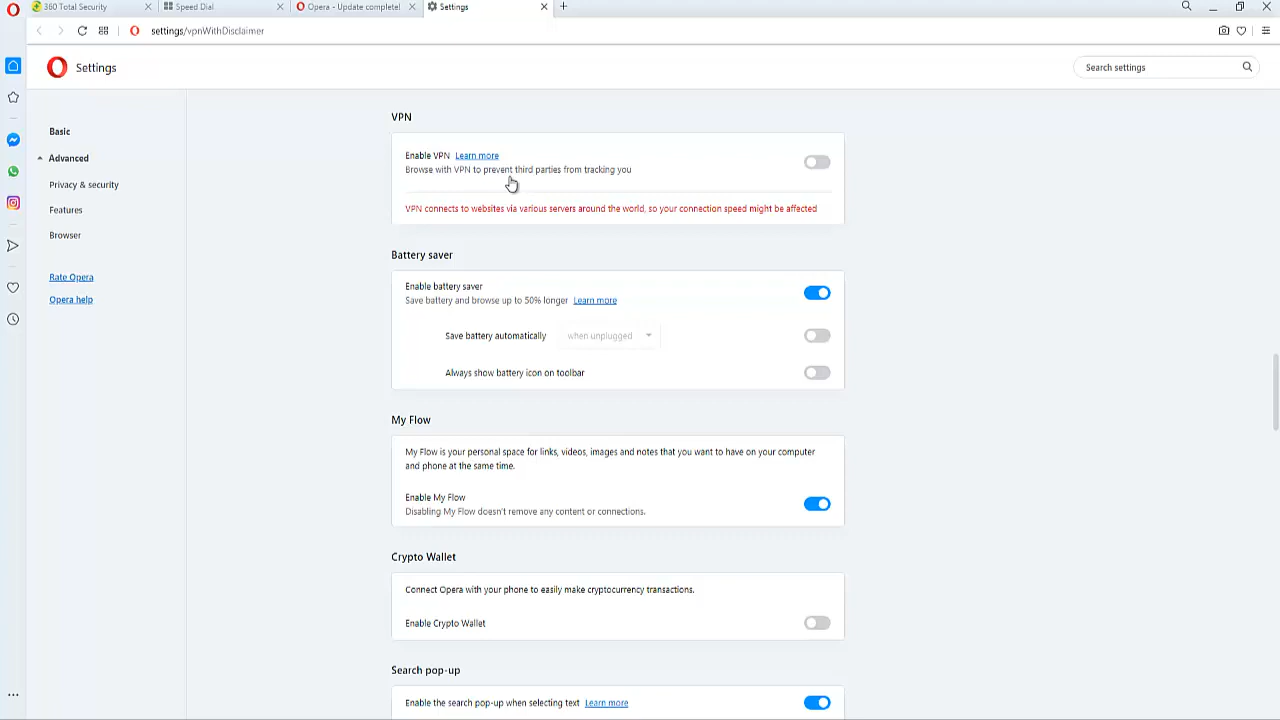 360 Total Security
Speed Dial
Opera - Update complete!
Settings
settings/vpnWithDisclaimer
Settings
Search settings
Basic
Advanced
Privacy & security
Features
Browser
Rate Opera
Opera help
VPN
Enable VPN Learn more
Browse with VPN to prevent third parties from tracking you
VPN connects to websites via various servers around the world, so your connection speed might be affected
Battery saver
Enable battery saver
Save battery and browse up to 50% longer Learn more
Save battery automatically when unplugged
Always show battery icon on toolbar
My Flow
My Flow is your personal space for links, videos, images and notes that you want to have on your computer
and phone at the same time.
Enable My Flow
Disabling My Flow doesn't remove any content or connections.
Crypto Wallet
Connect Opera with your phone to easily make cryptocurrency transactions.
Enable Crypto Wallet
Search pop-up
Enable the search pop-up when selecting text Learn more